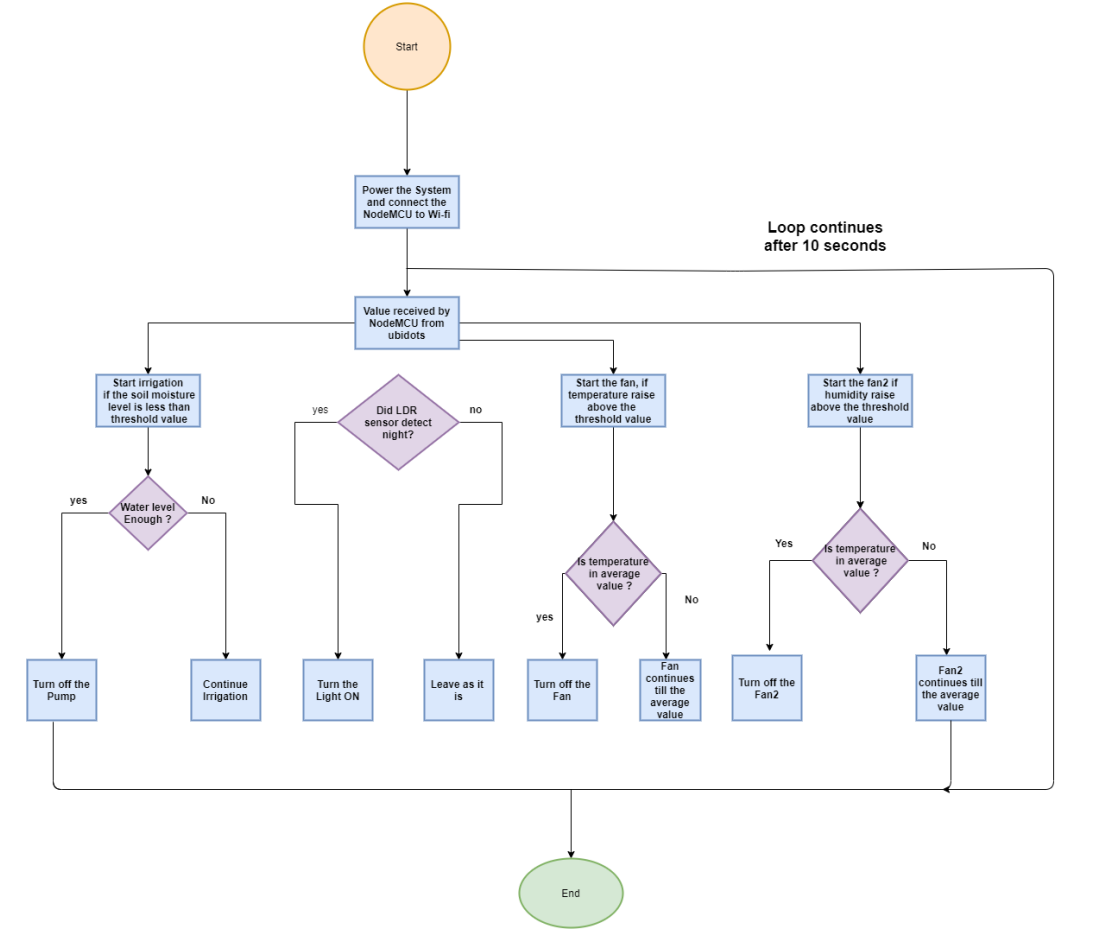 Start
Power the System
and connect the
NodeMCU to Wi-fi
Loop continues
after 10 seconds
Value received by
NodeMCU from
ubidots
Start irrigation
if the soil moisture
level is less than
threshold value
yes
Did LDR
sensor detect
night?
no
Start the fan, if
temperature raise
above the
threshold value
Start the fan2 if
humidity raise
above the threshold
value
yes
Water level
Enough ?
No
Is temperature
in average
value ?
yes
No
Yes
Is temperature
in average
value ?
No
Turn off the
Pump
Continue
Irrigation
Turn the
Light ON
Leave as it
is
Turn off the
Fan
Fan
continues
till the
average
value
Turn off the
Fan2
Fan2
continues till
the average
value
End